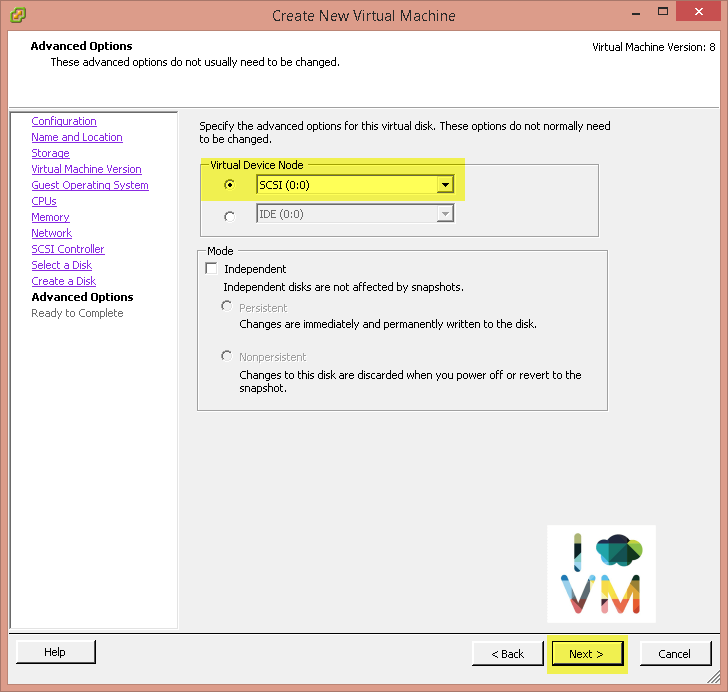 Create New Virtual Machine
Advanced Options
These advanced options do not usually need to be changed.
Virtual Machine Version: 8
Configuration
Name and Location
Storage
Virtual Machine Version
Guest Operating System
CPUs
Memory
Network
SCSI Controller
Select a Disk
Create a Disk
Advanced Options
Ready to Complete
Specify the advanced options for this virtual disk. These options do not normally need
to be changed.
Virtual Device Node
SCSI (0:0)
IDE (0:0)
Mode
Independent
Independent disks are not affected by snapshots.
Persistent
Changes are immediately and permanently written to the disk.
Nonpersistent
Changes to this disk are discarded when you power off or revert to the
snapshot.
I
VM
Help
< Back
Next >
Cancel